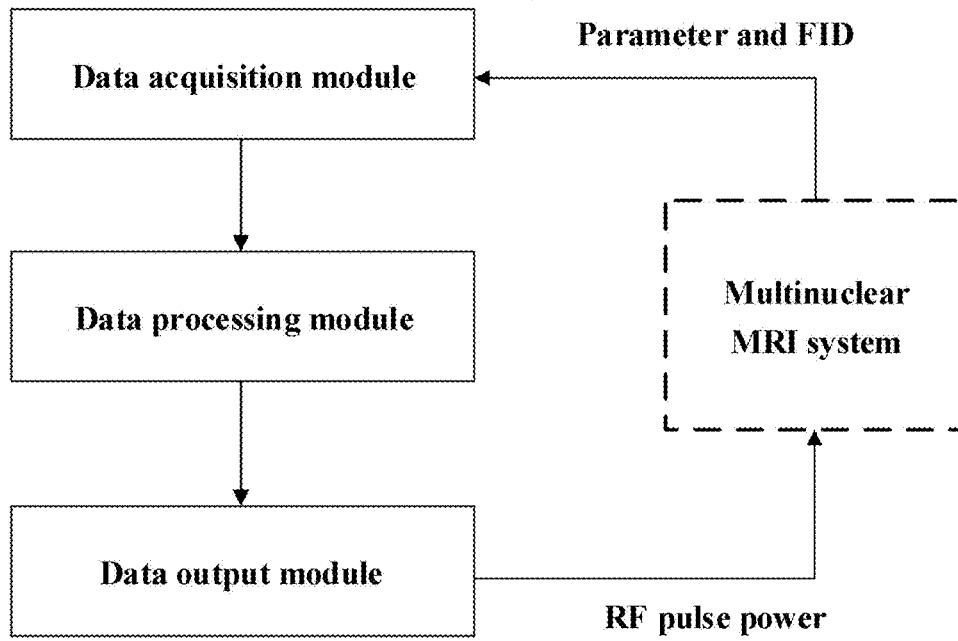 Parameter and FID
Data acquisition module
Data processing module
Multinuclear
MRI system
Data output module
RF pulse power